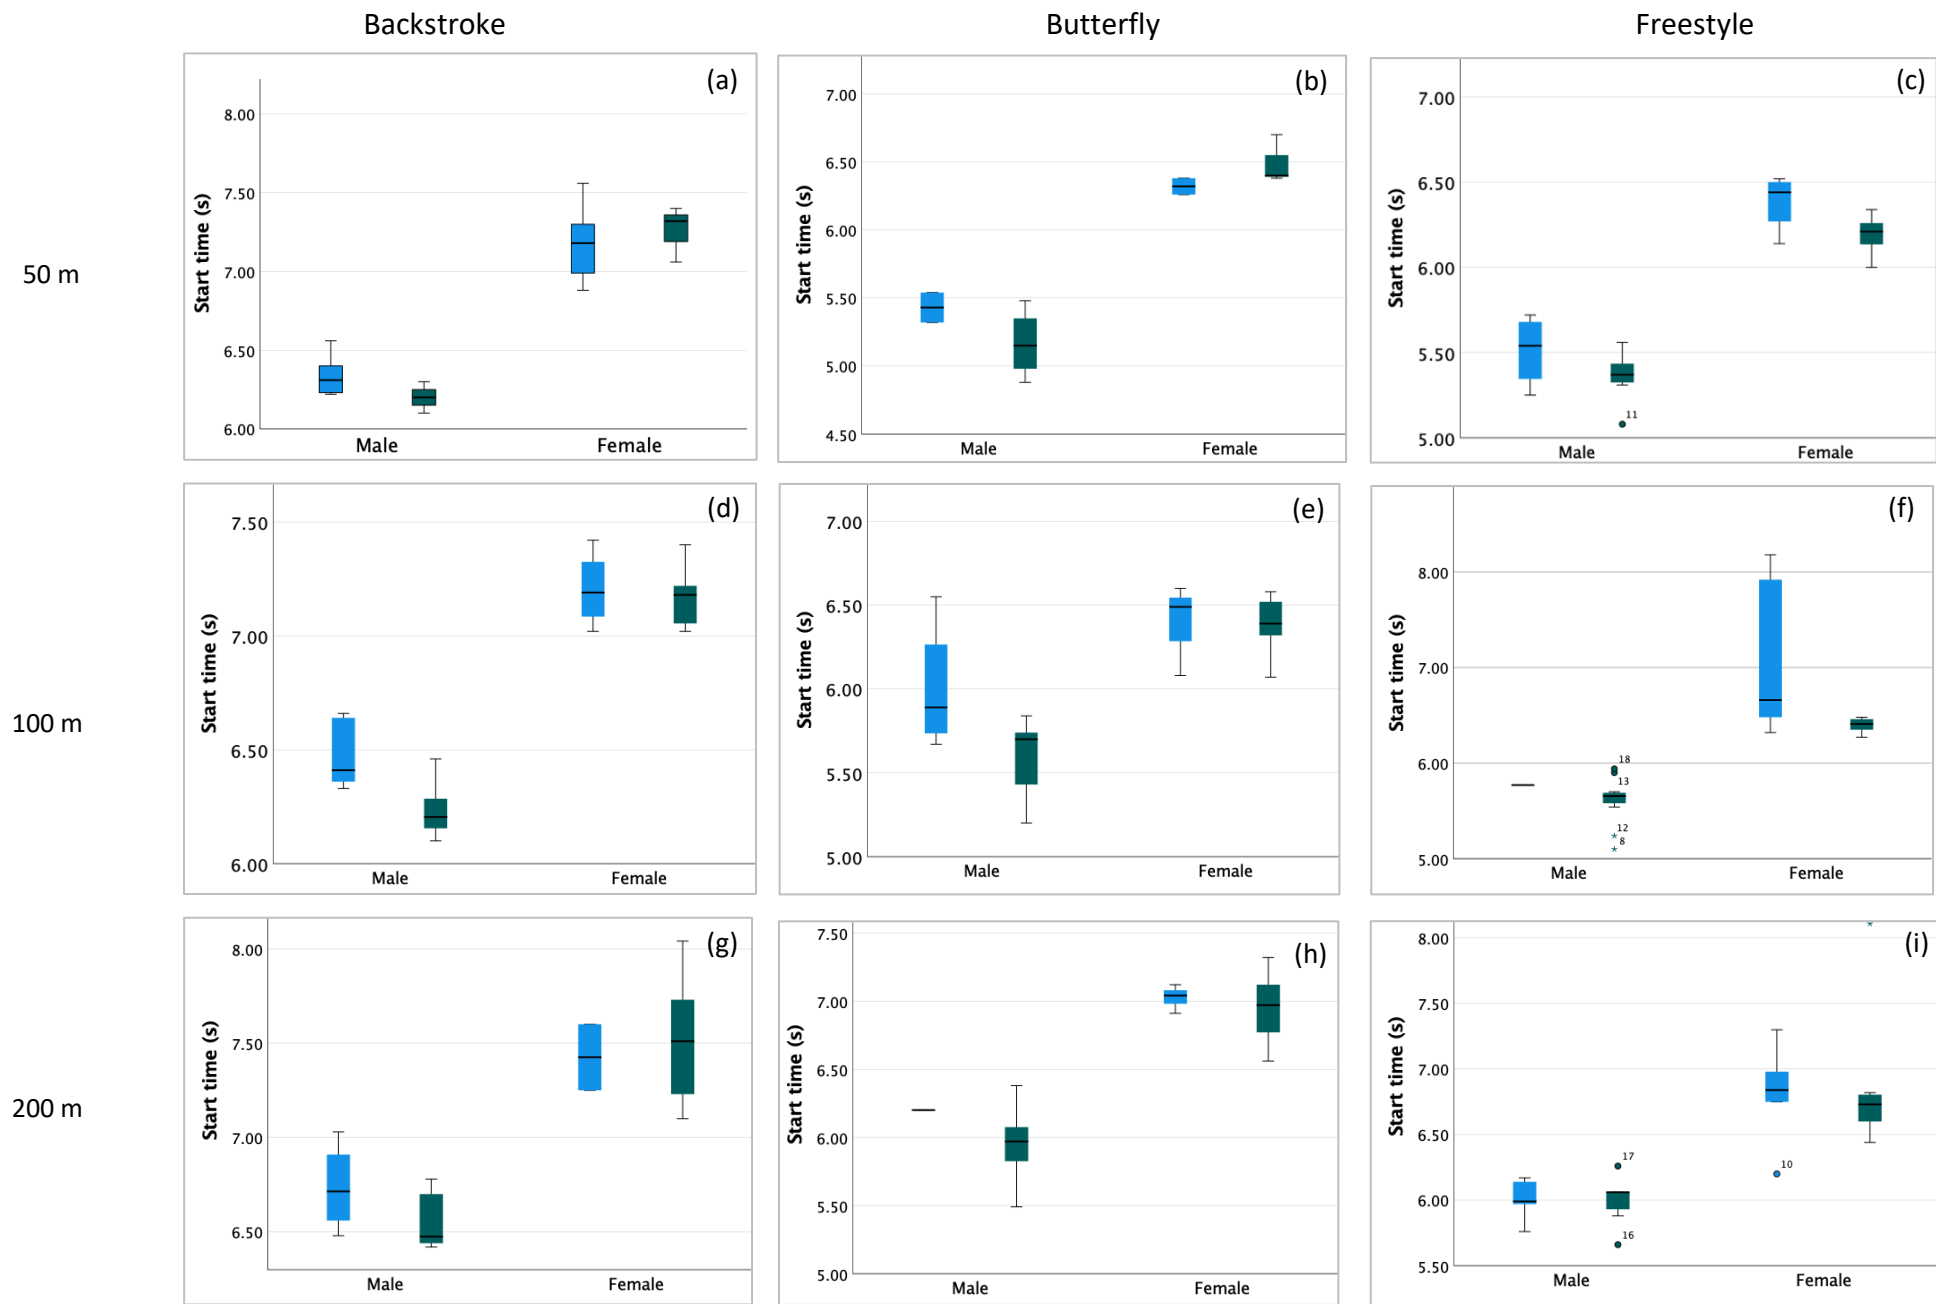 Backstroke Butterfly Freestyle
50 m
(a)
Start time (s)
8.00
7.50
7.00
6.50
6.00
Male Female
(b)
Start time (s)
7.00
6.50
6.00
5.50
5.00
4.50
Male Female
(c)
Start time (s)
7.00
6.50
6.00
5.50
5.00
11
Male Female
100 m
(d)
Start time (s)
7.50
7.00
6.50
6.00
Male Female
(e)
Start time (s)
7.00
6.50
6.00
5.50
5.00
Male Female
(f)
Start time (s)
8.00
7.00
6.00
5.00
18
13
12
8
Male Female
200 m
(g)
Start time (s)
8.00
7.50
7.00
6.50
Male Female
(h)
Start time (s)
7.50
7.00
6.50
6.00
5.50
5.00
Male Female
(i)
Start time (s)
8.00
7.50
7.00
6.50
6.00
5.50
17
16
10
Male Female